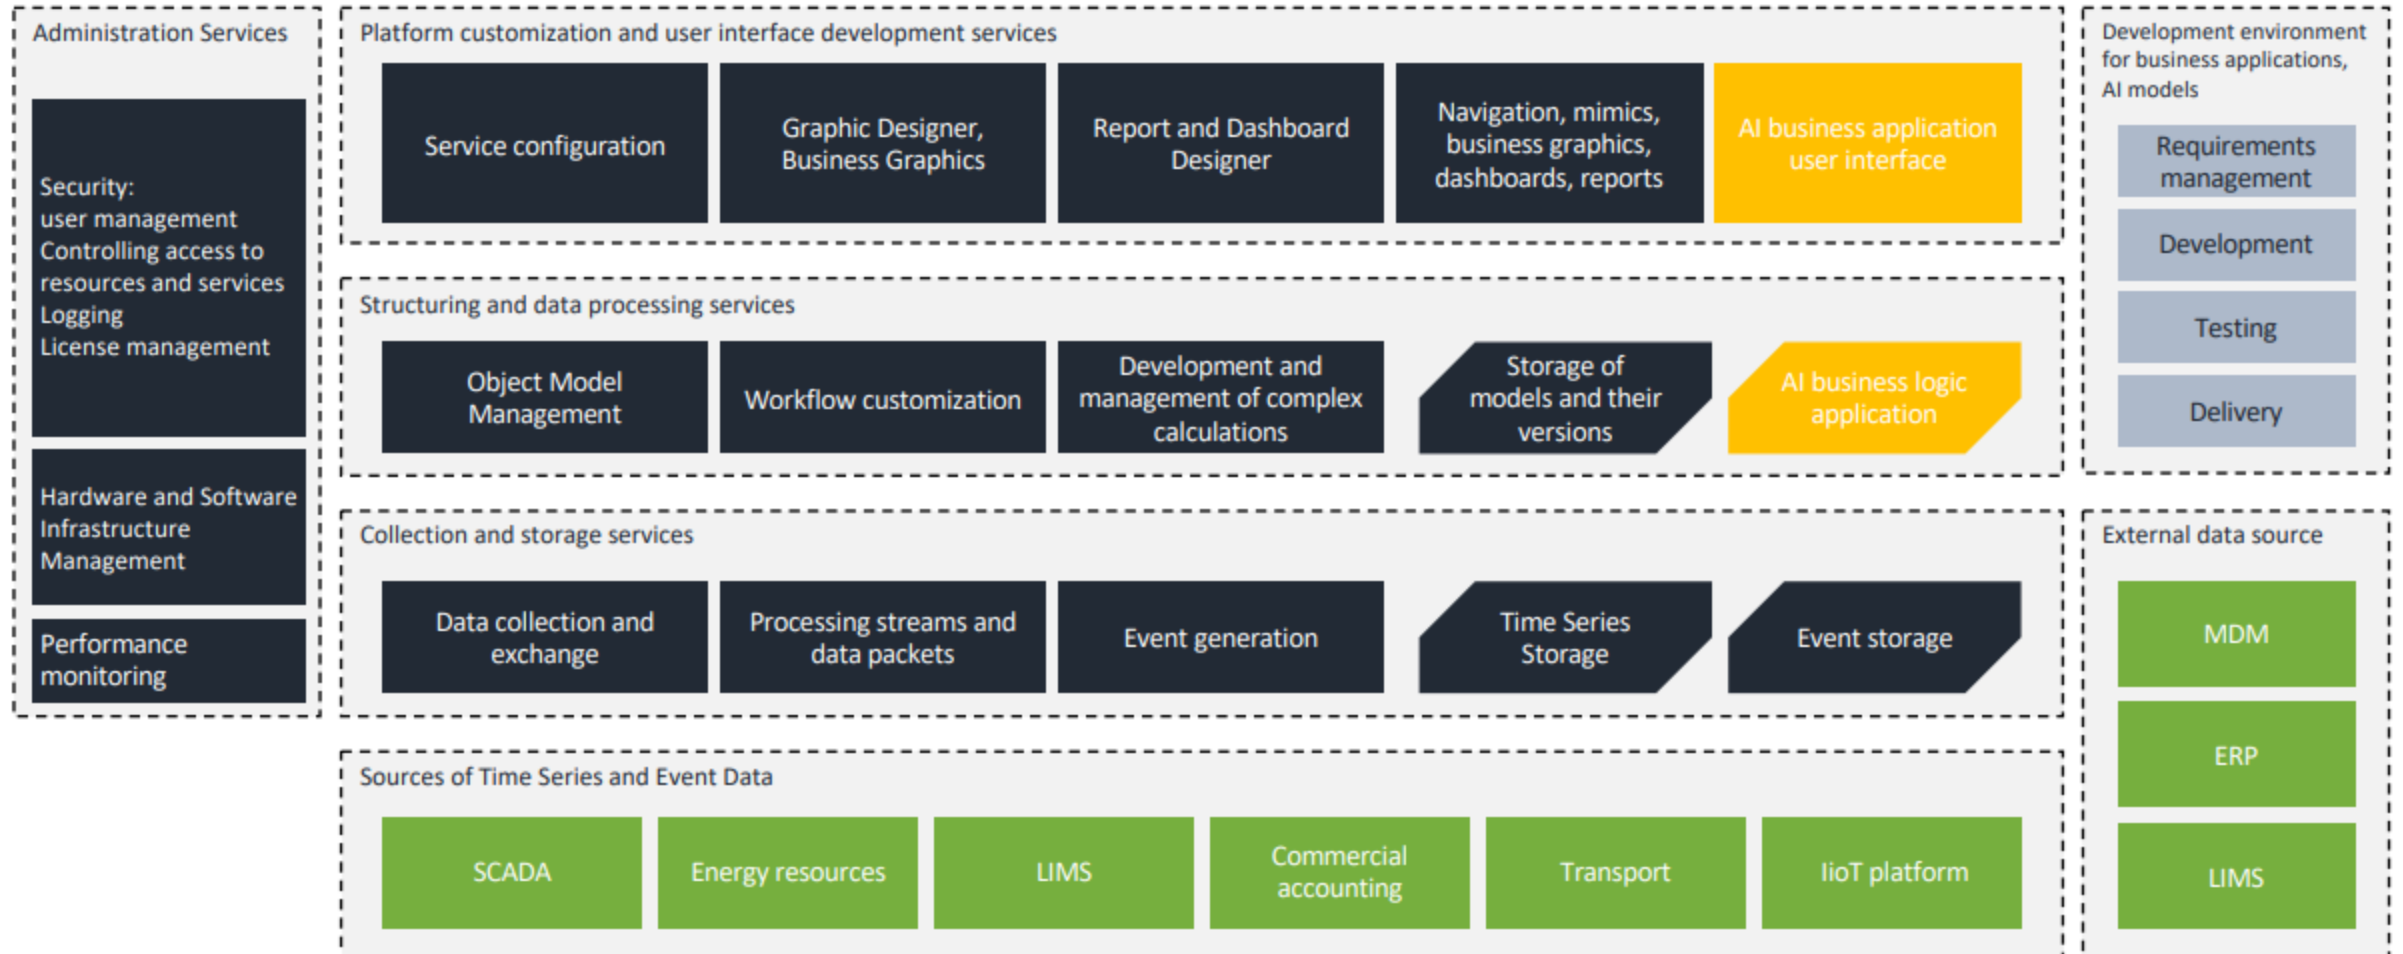 Administration Services
Security:
user management
Controlling access to
resources and services
Logging
License management
Hardware and Software
Infrastructure
Management
Performance
monitoring
Platform customization and user interface development services
Service configuration
Graphic Designer,
Business Graphics
Report and Dashboard
Designer
Navigation, mimics,
business graphics,
dashboards, reports
AI business application
user interface
Structuring and data processing services
Object Model
Management
Workflow customization
Development and
management of complex
calculations
Storage of
models and their
versions
AI business logic
application
Collection and storage services
Data collection and
exchange
Processing streams and
data packets
Event generation
Time Series
Storage
Event storage
Sources of Time Series and Event Data
SCADA
Energy resources
LIMS
Commercial
accounting
Transport
IioT platform
Development environment
for business applications,
AI models
Requirements
management
Development
Testing
Delivery
External data source
MDM
ERP
LIMS